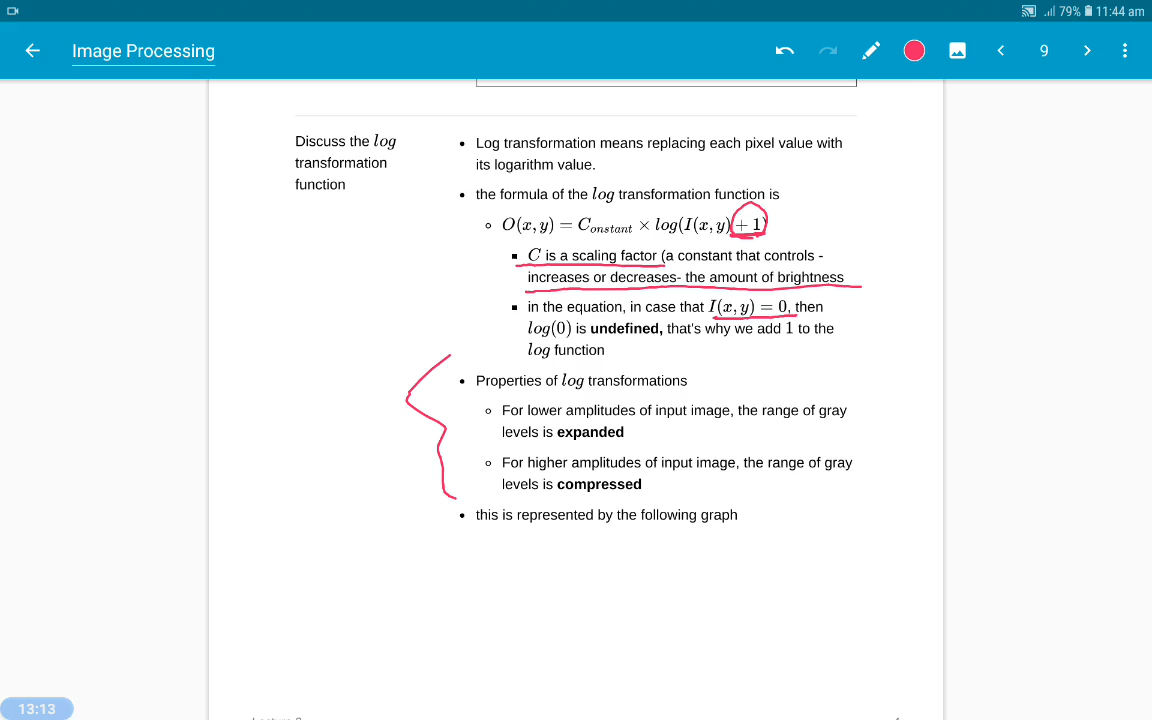 79% 11:44 am
Image Processing
9
Discuss the log
transformation
function
• Log transformation means replacing each pixel value with
its logarithm value.
• the formula of the log transformation function is
◦ O(x, y) = C_{onstant} × log(I(x, y) + 1)
▪ C is a scaling factor (a constant that controls -
increases or decreases- the amount of brightness
▪ in the equation, in case that I(x, y) = 0, then
log(0) is undefined, that's why we add 1 to the
log function
• Properties of log transformations
◦ For lower amplitudes of input image, the range of gray
levels is expanded
◦ For higher amplitudes of input image, the range of gray
levels is compressed
• this is represented by the following graph
13:13